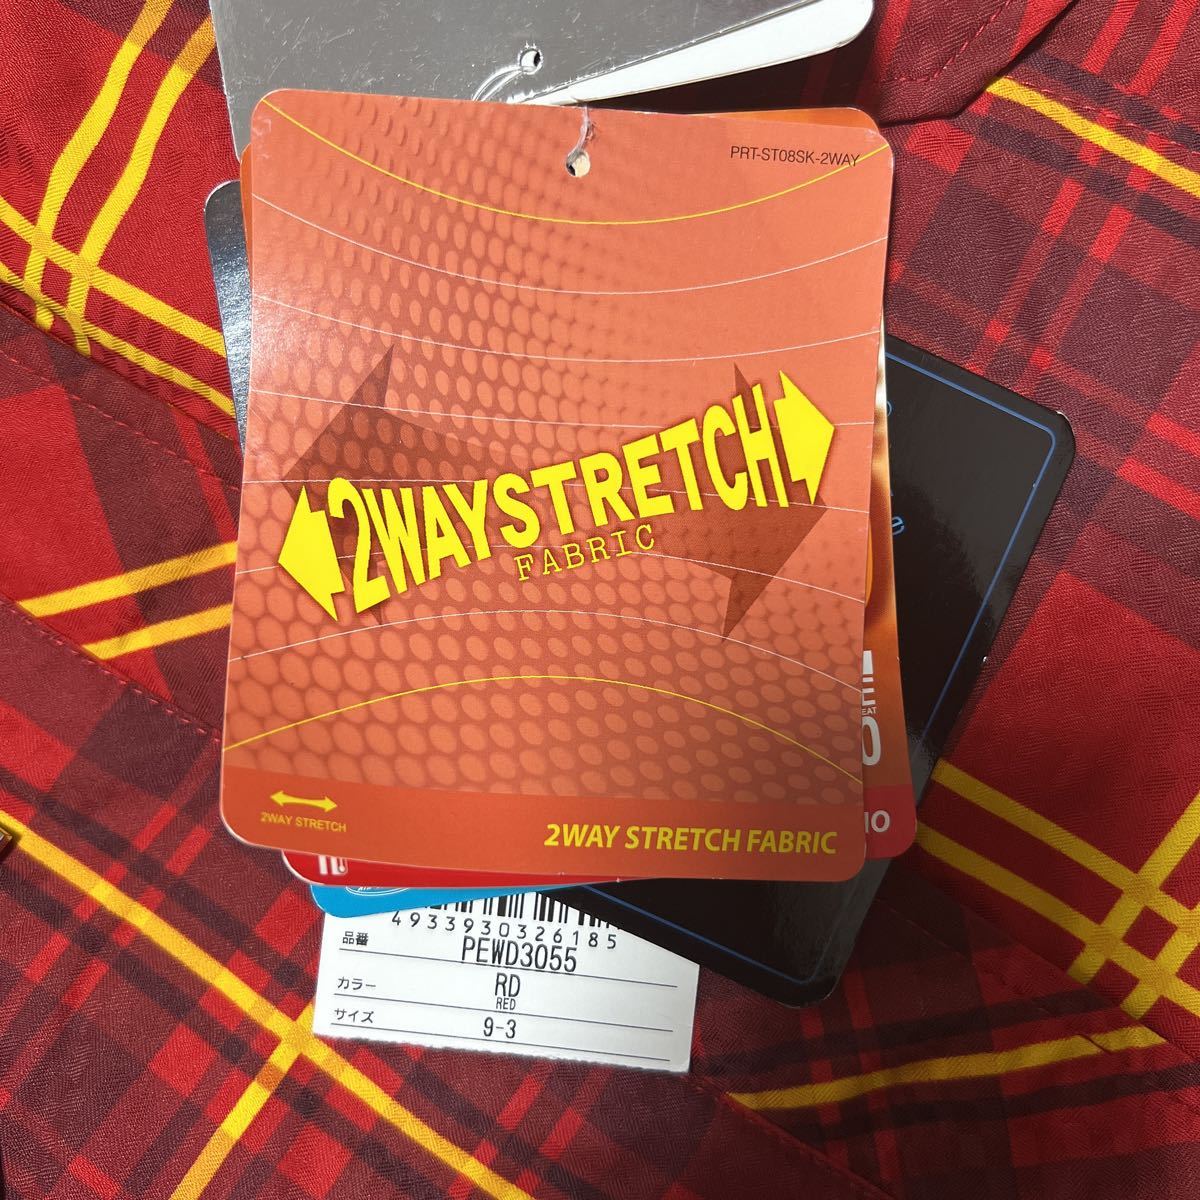 PRT-ST08SK-2WAY
2WAYSTRETCH
FABRIC
2WAY STRETCH
2WAY STRETCH FABRIC
4933930326185
品番 PEWD3055
カラー RD
RED
サイズ 9-3